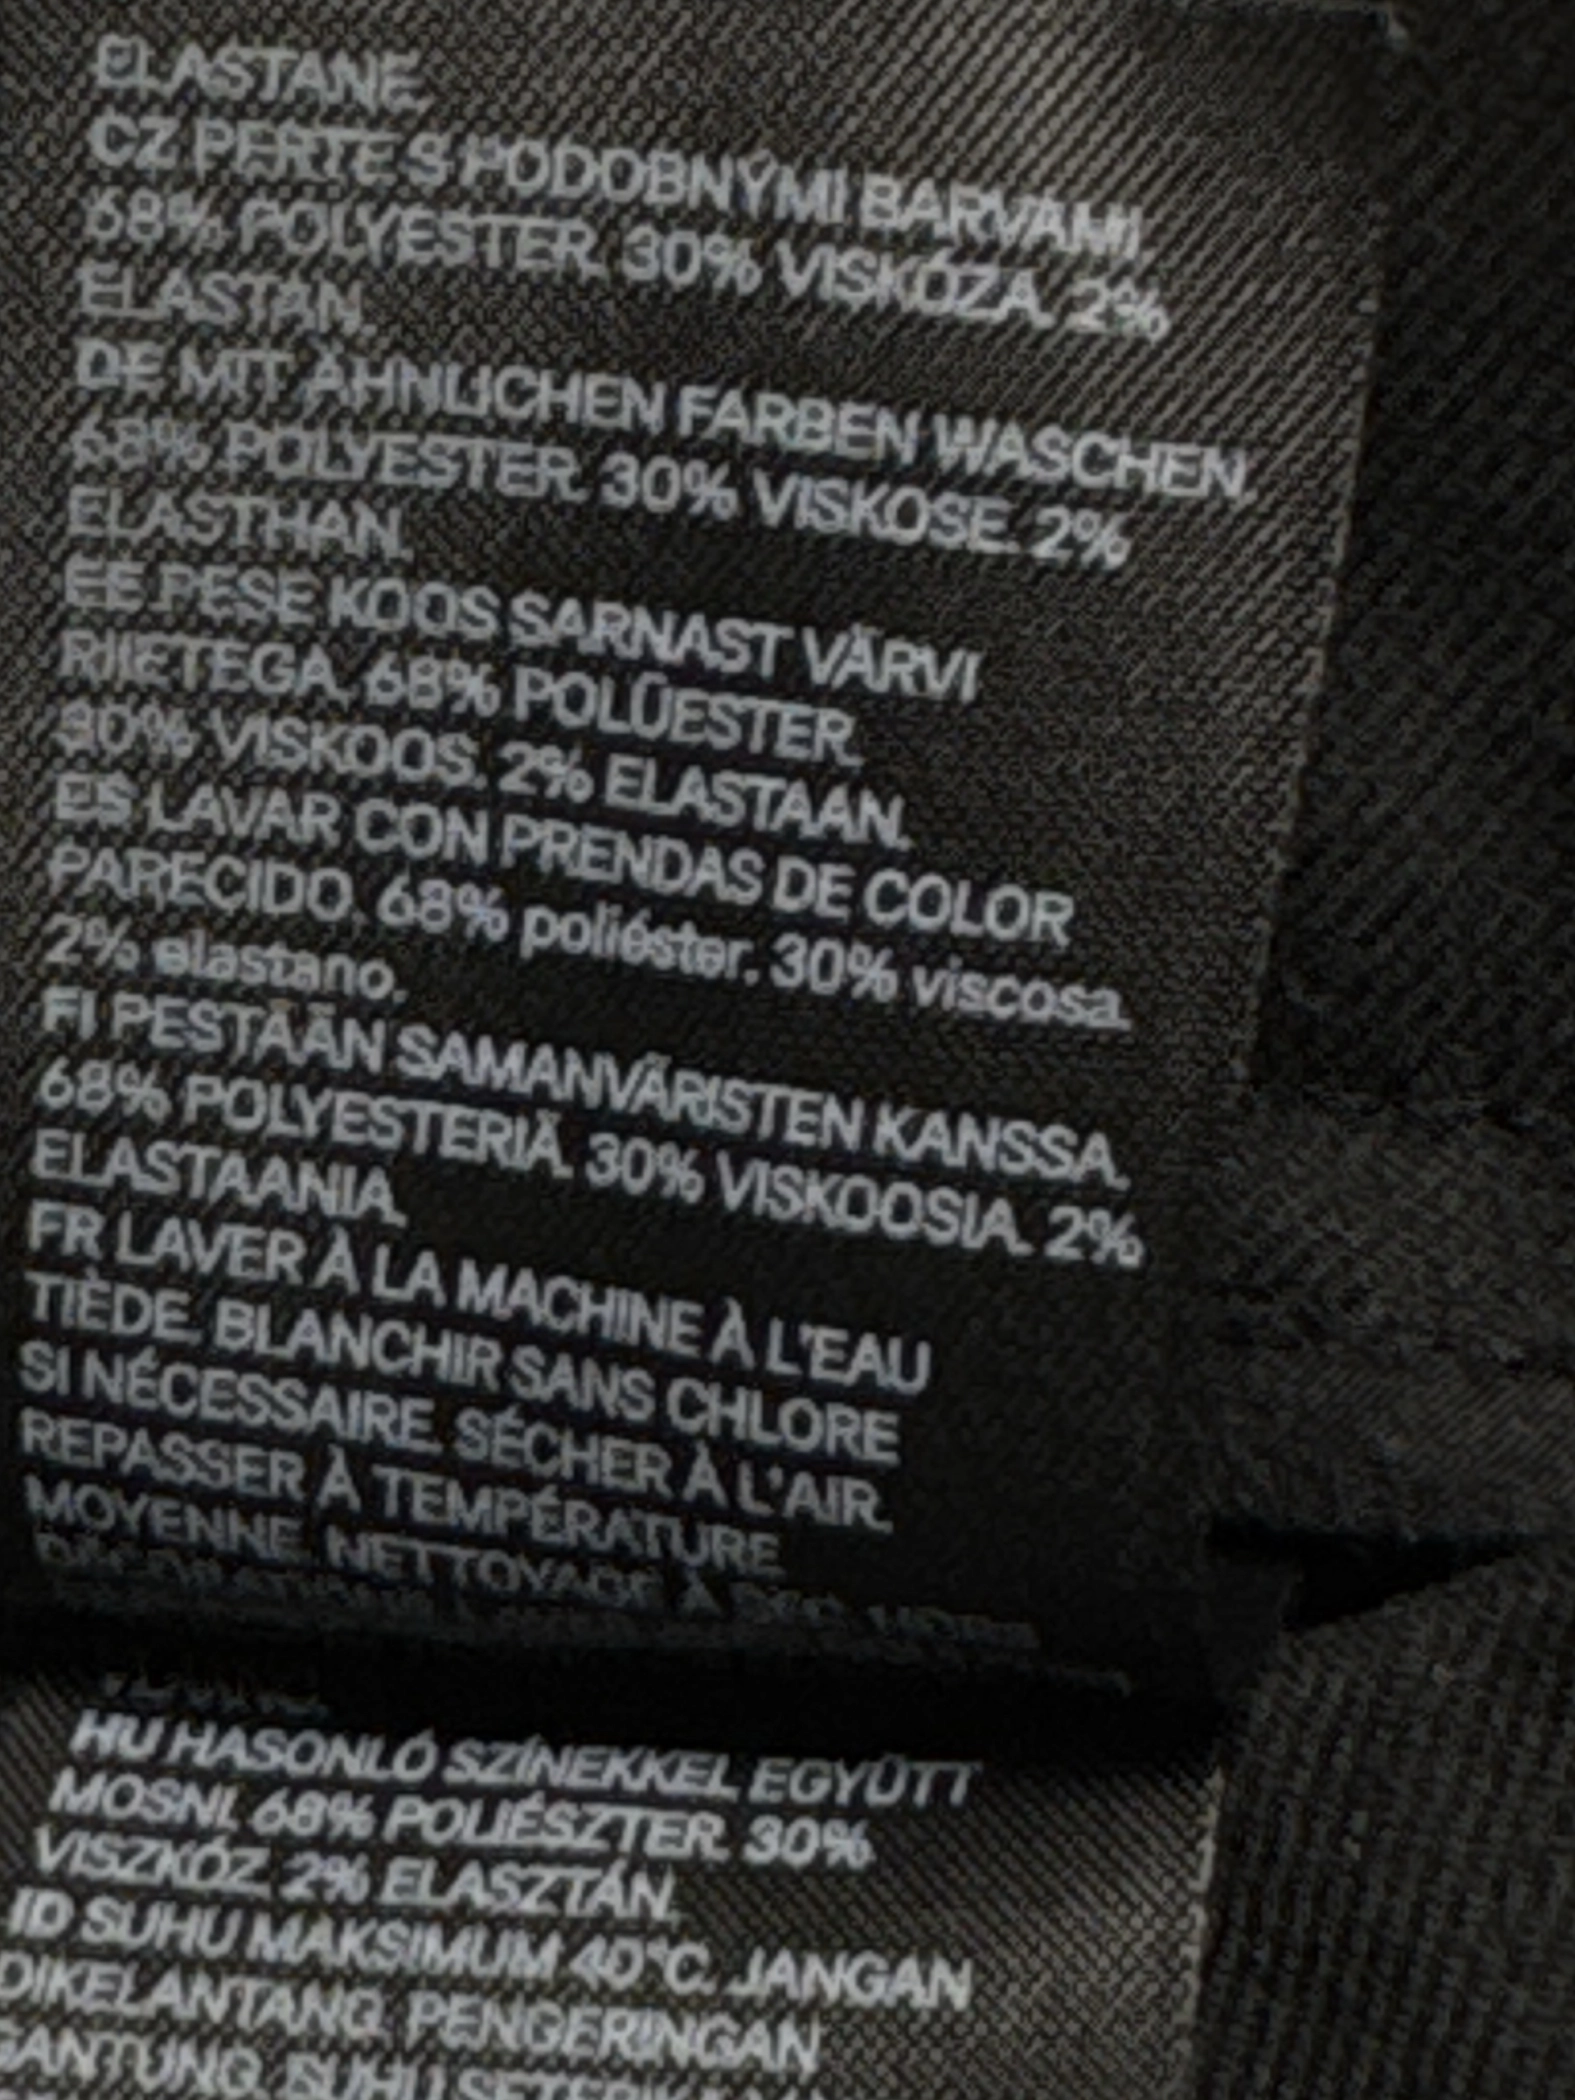 ELASTANE.
CZ PERTE S PODOBNÝMI BARVAMI.
68% POLYESTER. 30% VISKÓZA. 2%
ELASTAN.
DE MIT ÄHNLICHEN FARBEN WASCHEN.
68% POLYESTER. 30% VISKOSE. 2%
ELASTHAN.
EE PESE KOOS SARNAST VÄRVI
RIIETEGA. 68% POLÜESTER.
30% VISKOOS. 2% ELASTAAN.
ES LAVAR CON PRENDAS DE COLOR
PARECIDO. 68% poliéster. 30% viscosa.
2% elastano.
FI PESTÄÄN SAMANVÄRISTEN KANSSA.
68% POLYESTERIÄ. 30% VISKOOSIA. 2%
ELASTAANIA.
FR LAVER À LA MACHINE À L'EAU
TIÈDE. BLANCHIR SANS CHLORE
SI NÉCESSAIRE. SÉCHER À L'AIR.
REPASSER À TEMPÉRATURE
MOYENNE. NETTOYAGE À SEC.
HU HASONLÓ SZÍNEKKEL EGYÜTT
MOSNI. 68% POLIÉSZTER. 30%
VISZKÓZ. 2% ELASZTÁN.
ID SUHU MAKSIMUM 40°C. JANGAN
DIKELANTANG. PENGERINGAN
GANTUNG. SUHU